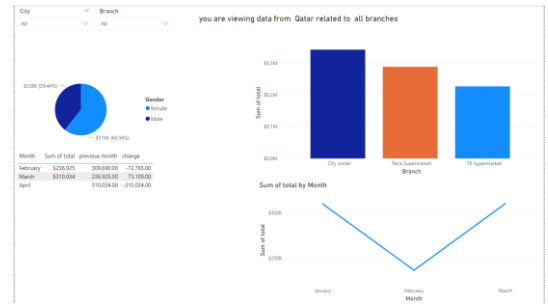 City
Branch
All
All
you are viewing data from Qatar related to all branches
(39.44%)
$519K (60.56%)
Gender
female
Male
Month Sum of total previous month change
February $236,925 309,690.00 -72,765.00
March $310,034 236,925.00 73,109.00
April 310,034.00 -310,034.00
Sum of total
$0.3M
$0.2M
$0.1M
$0.0M
City center
Paris Supermarket
55 hypermarket
Branch
Sum of total by Month
Sum of total
$300K
$250K
January
February
March
Month